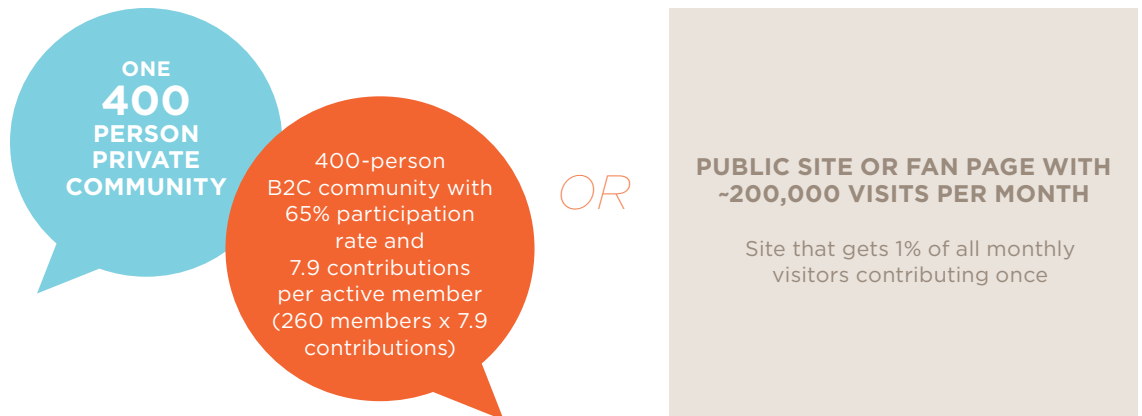 ONE
400
PERSON
PRIVATE
COMMUNITY
400-person
B2C community with
65% participation
rate and
7.9 contributions
per active member
(260 members x 7.9
contributions)
OR
PUBLIC SITE OR FAN PAGE WITH
~200,000 VISITS PER MONTH
Site that gets 1% of all monthly
visitors contributing once